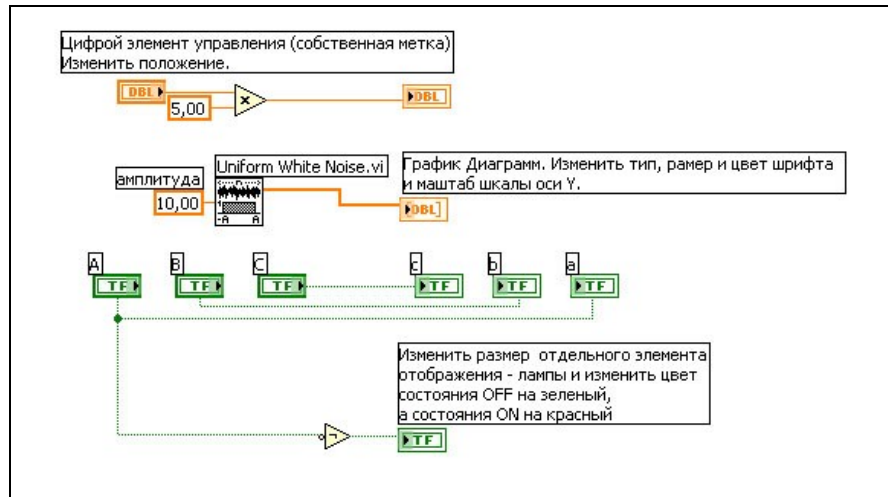 Цифрой элемент управления (собственная метка)
Изменить положение.
DBL
5,00
DBL
Uniform White Noise.vi
График Диаграмм. Изменить тип, рамер и цвет шрифта
и маштаб шкалы оси Y.
амплитуда
10,00
-A A
[DBL]
A B C c b a
TF TF TF TF TF TF
Изменить размер отдельного элемента
отображения - лампы и изменить цвет
состояния OFF на зеленый,
а состояния ON на красный
TF